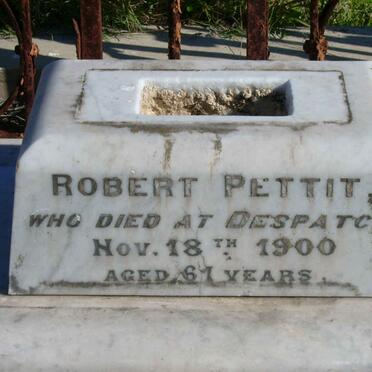 ROBERT PETTIT,
WHO DIED AT DESPATC
NOV. 18TH 1900
AGED 61 YEARS.